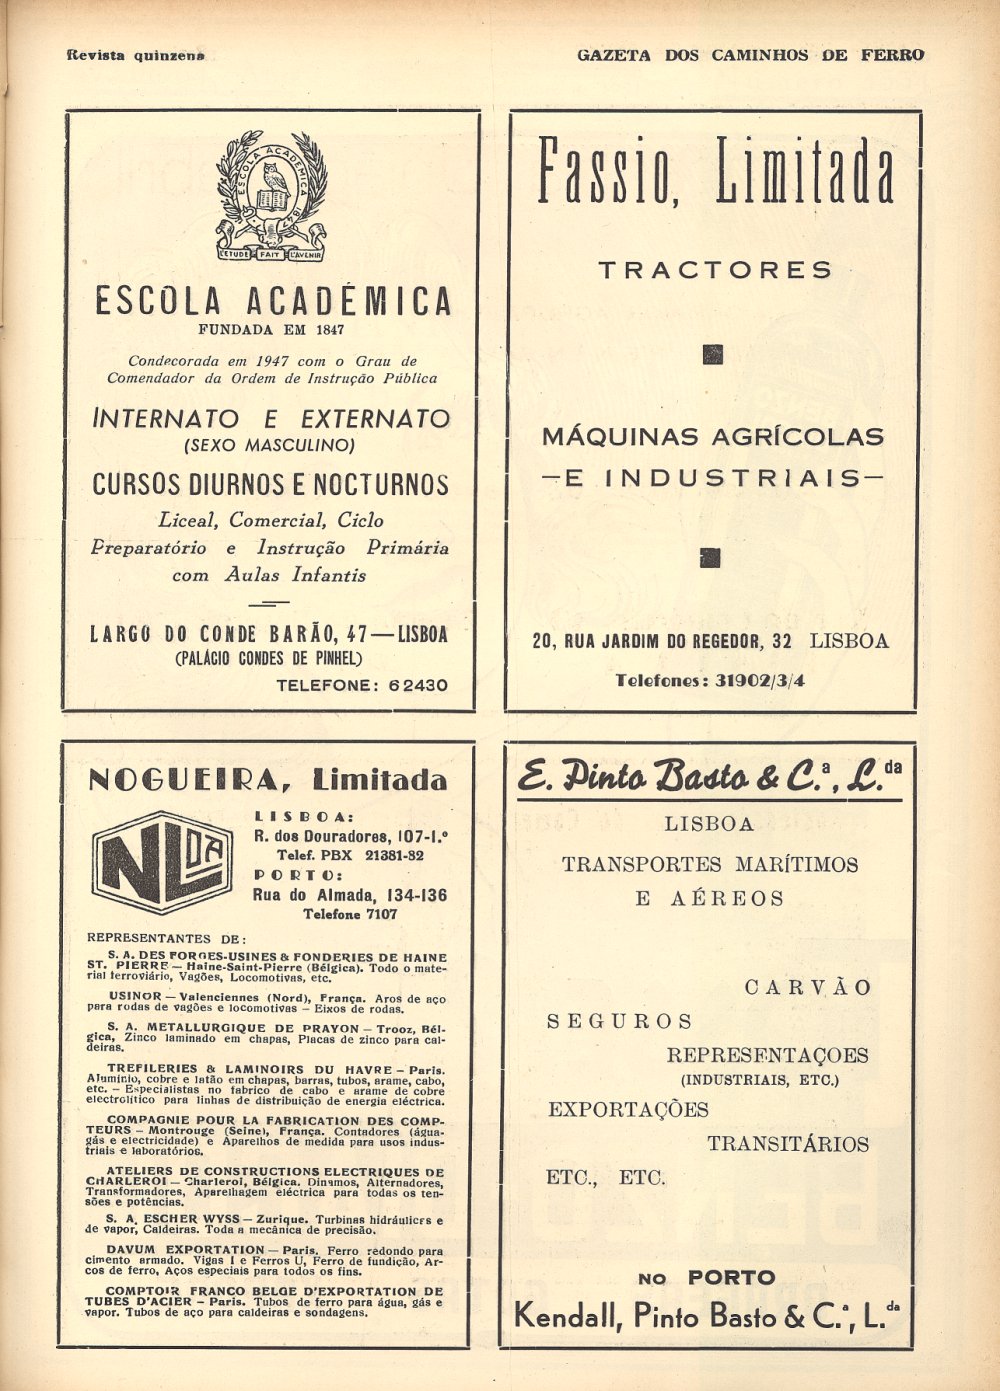 Revista quinzena
GAZETA DOS CAMINHOS DE FERRO
ESCOLA ACADEMICA 1847
L'ETUDE FAIT L'AVENIR
ESCOLA ACADÉMICA
FUNDADA EM 1847
Condecorada em 1947 com o Grau de
Comendador da Ordem de Instrução Pública
INTERNATO E EXTERNATO
(SEXO MASCULINO)
CURSOS DIURNOS E NOCTURNOS
Liceal, Comercial, Ciclo
Preparatório e Instrução Primária
com Aulas Infantis
LARGO DO CONDE BARÃO, 47 — LISBOA
(PALÁCIO CONDES DE PINHEL)
TELEFONE: 62430
Fassio, Limitada
TRACTORES
MÁQUINAS AGRÍCOLAS
—E INDUSTRIAIS—
20, RUA JARDIM DO REGEDOR, 32 LISBOA
Telefones: 31902/3/4
NOGUEIRA, Limitada
NLDA
LISBOA:
R. dos Douradores, 107-1.º
Telef. PBX 21381-82
PORTO:
Rua do Almada, 134-136
Telefone 7107
REPRESENTANTES DE:
S. A. DES FORGES-USINES & FONDERIES DE HAINE
ST. PIERRE — Haine-Saint-Pierre (Bélgica). Todo o mate-
rial ferroviário, Vagões, Locomotivas, etc.
USINOR — Valenciennes (Nord), França. Aros de aço
para rodas de vagões e locomotivas — Eixos de rodas.
S. A. METALLURGIQUE DE PRAYON — Trooz, Bél-
gica, Zinco laminado em chapas, Placas de zinco para cal-
deiras.
TREFILERIES & LAMINOIRS DU HAVRE — Paris.
Alumínio, cobre e latão em chapas, barras, tubos, arame, cabo,
etc. — Especialistas no fabrico de cabo e arame de cobre
electrolítico para linhas de distribuição de energia eléctrica.
COMPAGNIE POUR LA FABRICATION DES COMP-
TEURS — Montrouge (Seine), França. Contadores (água-
gás e electricidade) e Aparelhos de medida para usos indus-
triais e laboratórios.
ATELIERS DE CONSTRUCTIONS ELECTRIQUES DE
CHARLEROI — Charleroi, Bélgica. Dínamos, Alternadores,
Transformadores, Aparelhagem eléctrica para todas os ten-
sões e potências.
S. A. ESCHER WYSS — Zurique. Turbinas hidráulicas e
de vapor, Caldeiras. Toda a mecânica de precisão.
DAVUM EXPORTATION — Paris. Ferro redondo para
cimento armado. Vigas I e Ferros U, Ferro de fundição, Ar-
cos de ferro, Aços especiais para todos os fins.
COMPTOIR FRANCO BELGE D'EXPORTATION DE
TUBES D'ACIER — Paris. Tubos de ferro para água, gás e
vapor. Tubos de aço para caldeiras e sondagens.
E. Pinto Basto & C.ª, L.da
LISBOA
TRANSPORTES MARÍTIMOS
E AÉREOS
CARVÃO
SEGUROS
REPRESENTAÇOES
(INDUSTRIAIS, ETC.)
EXPORTAÇÕES
TRANSITÁRIOS
ETC., ETC.
NO PORTO
Kendall, Pinto Basto & C.ª, L.da